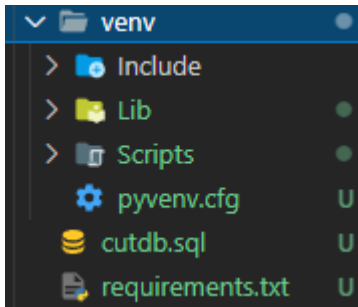 venv
Include
Lib
Scripts
pyvenv.cfg U
cutdb.sql U
requirements.txt U